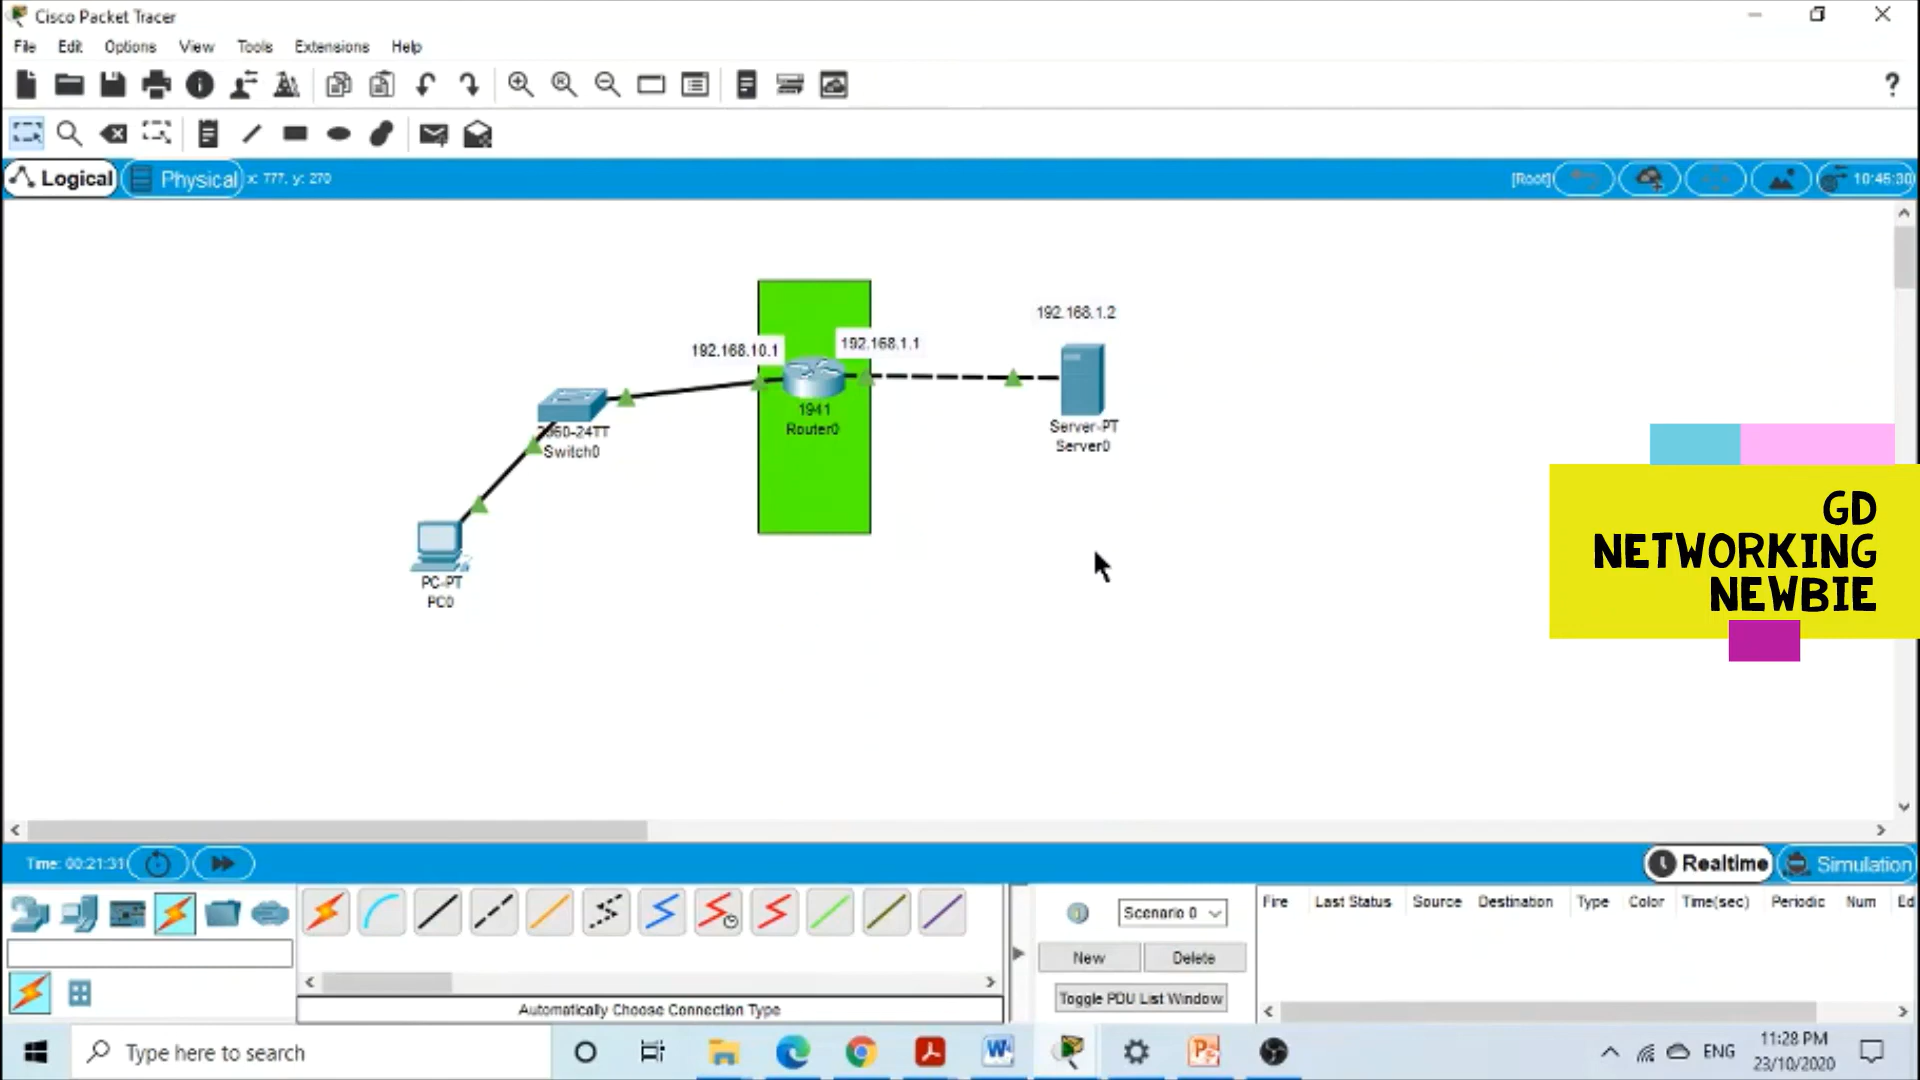 Cisco Packet Tracer
File Edit Options View Tools Extensions Help
?
Logical Physical x: 777, y: 270 [Root] 10:45:30
192.168.1.2
192.168.10.1 192.168.1.1
1941
Router0
2960-24TT
Switch0
Server-PT
Server0
PC-PT
PC0
GD
NETWORKING
NEWBIE
Time: 00:21:31 Realtime Simulation
Scenario 0
Fire Last Status Source Destination Type Color Time(sec) Periodic Num Ed
New Delete
Toggle PDU List Window
Automatically Choose Connection Type
Type here to search
ENG
11:28 PM
23/10/2020